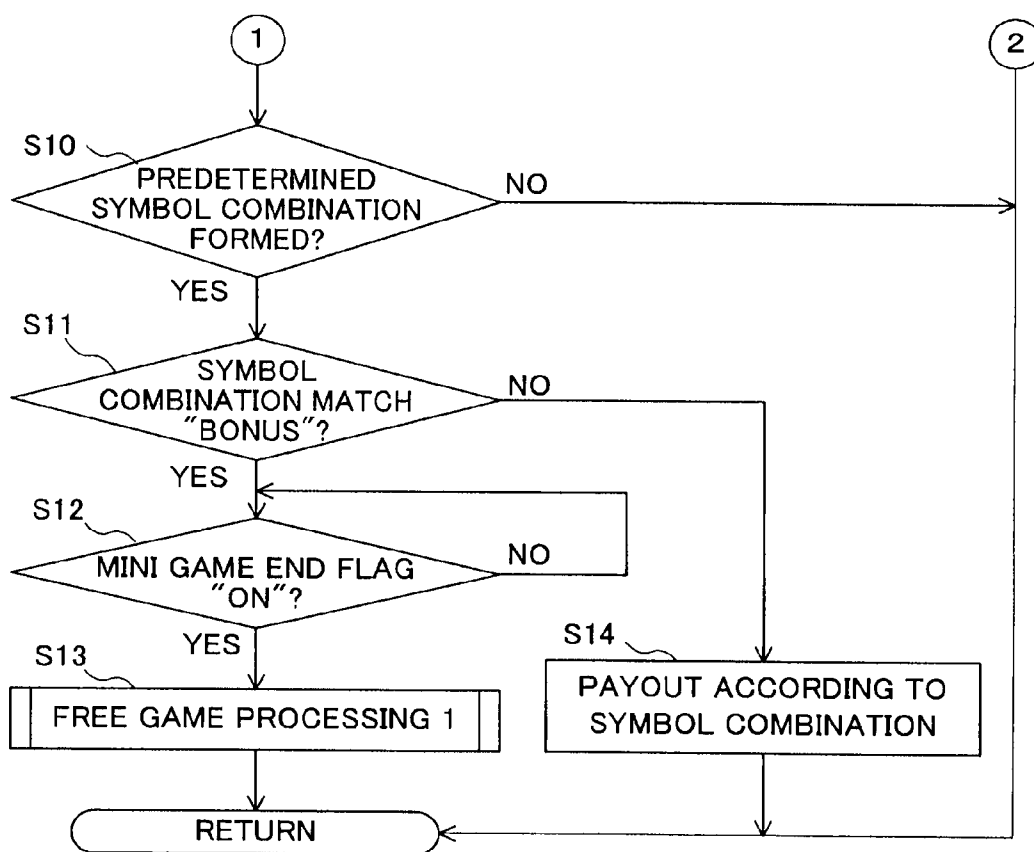 1
2
S10
PREDETERMINED
SYMBOL COMBINATION
FORMED?
NO
YES
S11
SYMBOL
COMBINATION MATCH
"BONUS"?
NO
YES
S12
MINI GAME END FLAG
"ON"?
NO
YES
S13
FREE GAME PROCESSING 1
S14
PAYOUT ACCORDING TO
SYMBOL COMBINATION
RETURN